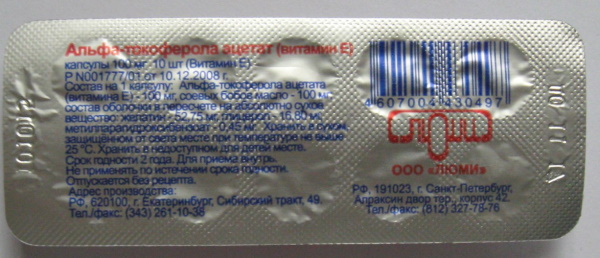 Альфа-токоферола ацетат (витамин Е)
капсулы 100 мг 10 шт (Витамин Е)
Р N001777/01 от 10.12.2008 г.
Состав на 1 капсулу: Альфа-токоферола ацетата
(витамина Е) - 100 мг, соевых бобов масло - 100 мг,
состав оболочки в пересчете на абсолютно сухое
вещество: желатин - 52,75 мг, глицерол - 16,80 мг,
метилпарагидроксибензоат - 0,45 мг. Хранить в сухом,
защищенном от света месте при температуре не выше
25 °С. Хранить в недоступном для детей месте.
Срок годности 2 года. Для приема внутрь.
Не применять по истечении срока годности.
Отпускается без рецепта.
Адрес производства:
РФ, 620100, г. Екатеринбург, Сибирский тракт, 49.
Тел./факс: (343) 261-10-38
4 607004 430497
люми
ООО «ЛЮМИ»
РФ, 191023, г. Санкт-Петербург,
Апраксин двор тер., корпус 42.
Тел./факс: (812) 327-78-76